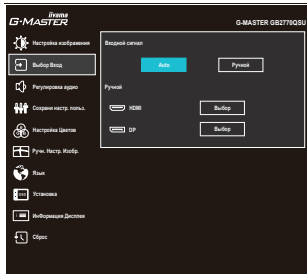 iiyama
G-MASTER
G-MASTER GB2770QSU
Настройка изображения
Входной сигнал
Auto
Ручной
Выбор Вход
Регулировка аудио
Ручной
Сохрани настр. польз.
HDMI
Выбор
Настройка Цветов
DP
Выбор
Ручн. Настр. Изобр.
Язык
OSD
Установка
Информация Дисплея
Сброс